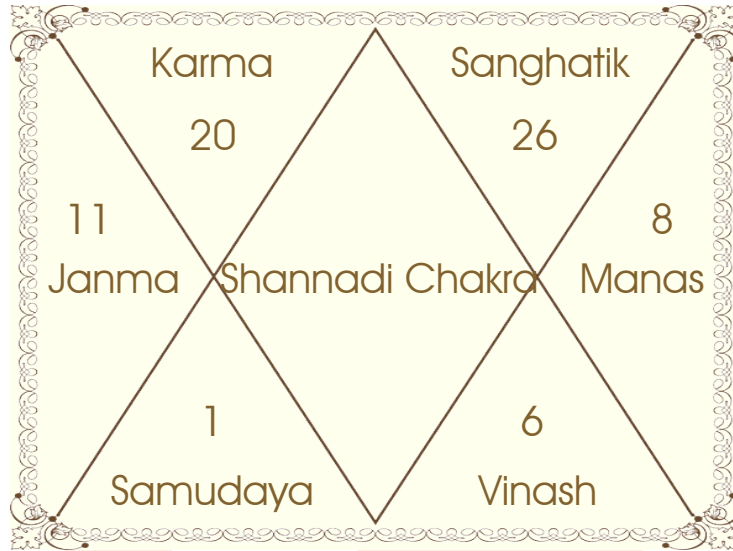 Karma Sanghatik
20 26
11 8
Janma Shannadi Chakra Manas
1 6
Samudaya Vinash